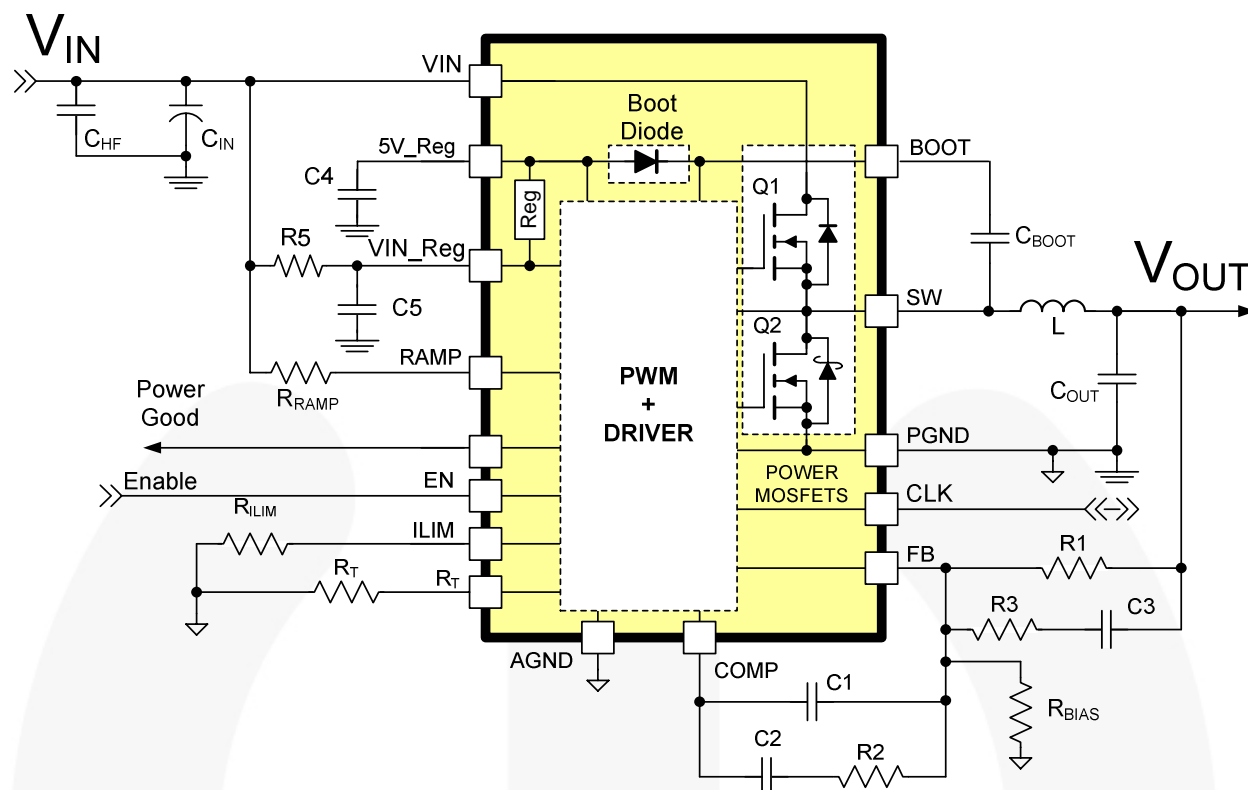 VIN
VIN
CHF
CIN
5V_Reg
C4
Boot
Diode
BOOT
Reg
Q1
R5
VIN_Reg
CBOOT
C5
SW
VOUT
L
Q2
RAMP
RRAMP
PWM
+
DRIVER
COUT
Power
Good
PGND
POWER
MOSFETS
EN
Enable
CLK
RILIM
ILIM
FB
R1
RT
RT
R3
C3
AGND
COMP
C1
RBIAS
C2
R2